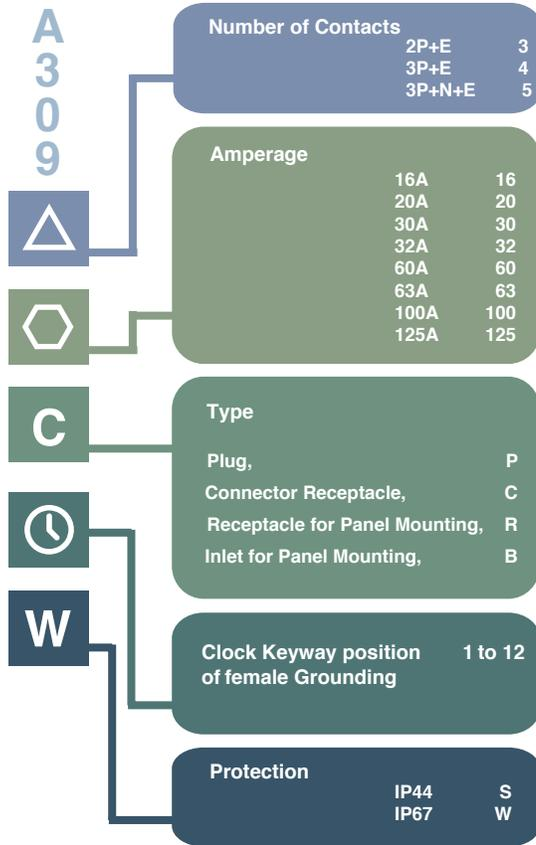 A
3
0
9
C
W
Number of Contacts
2P+E 3
3P+E 4
3P+N+E 5
Amperage
16A 16
20A 20
30A 30
32A 32
60A 60
63A 63
100A 100
125A 125
Type
Plug, P
Connector Receptacle, C
Receptacle for Panel Mounting, R
Inlet for Panel Mounting, B
Clock Keyway position 1 to 12
of female Grounding
Protection
IP44 S
IP67 W